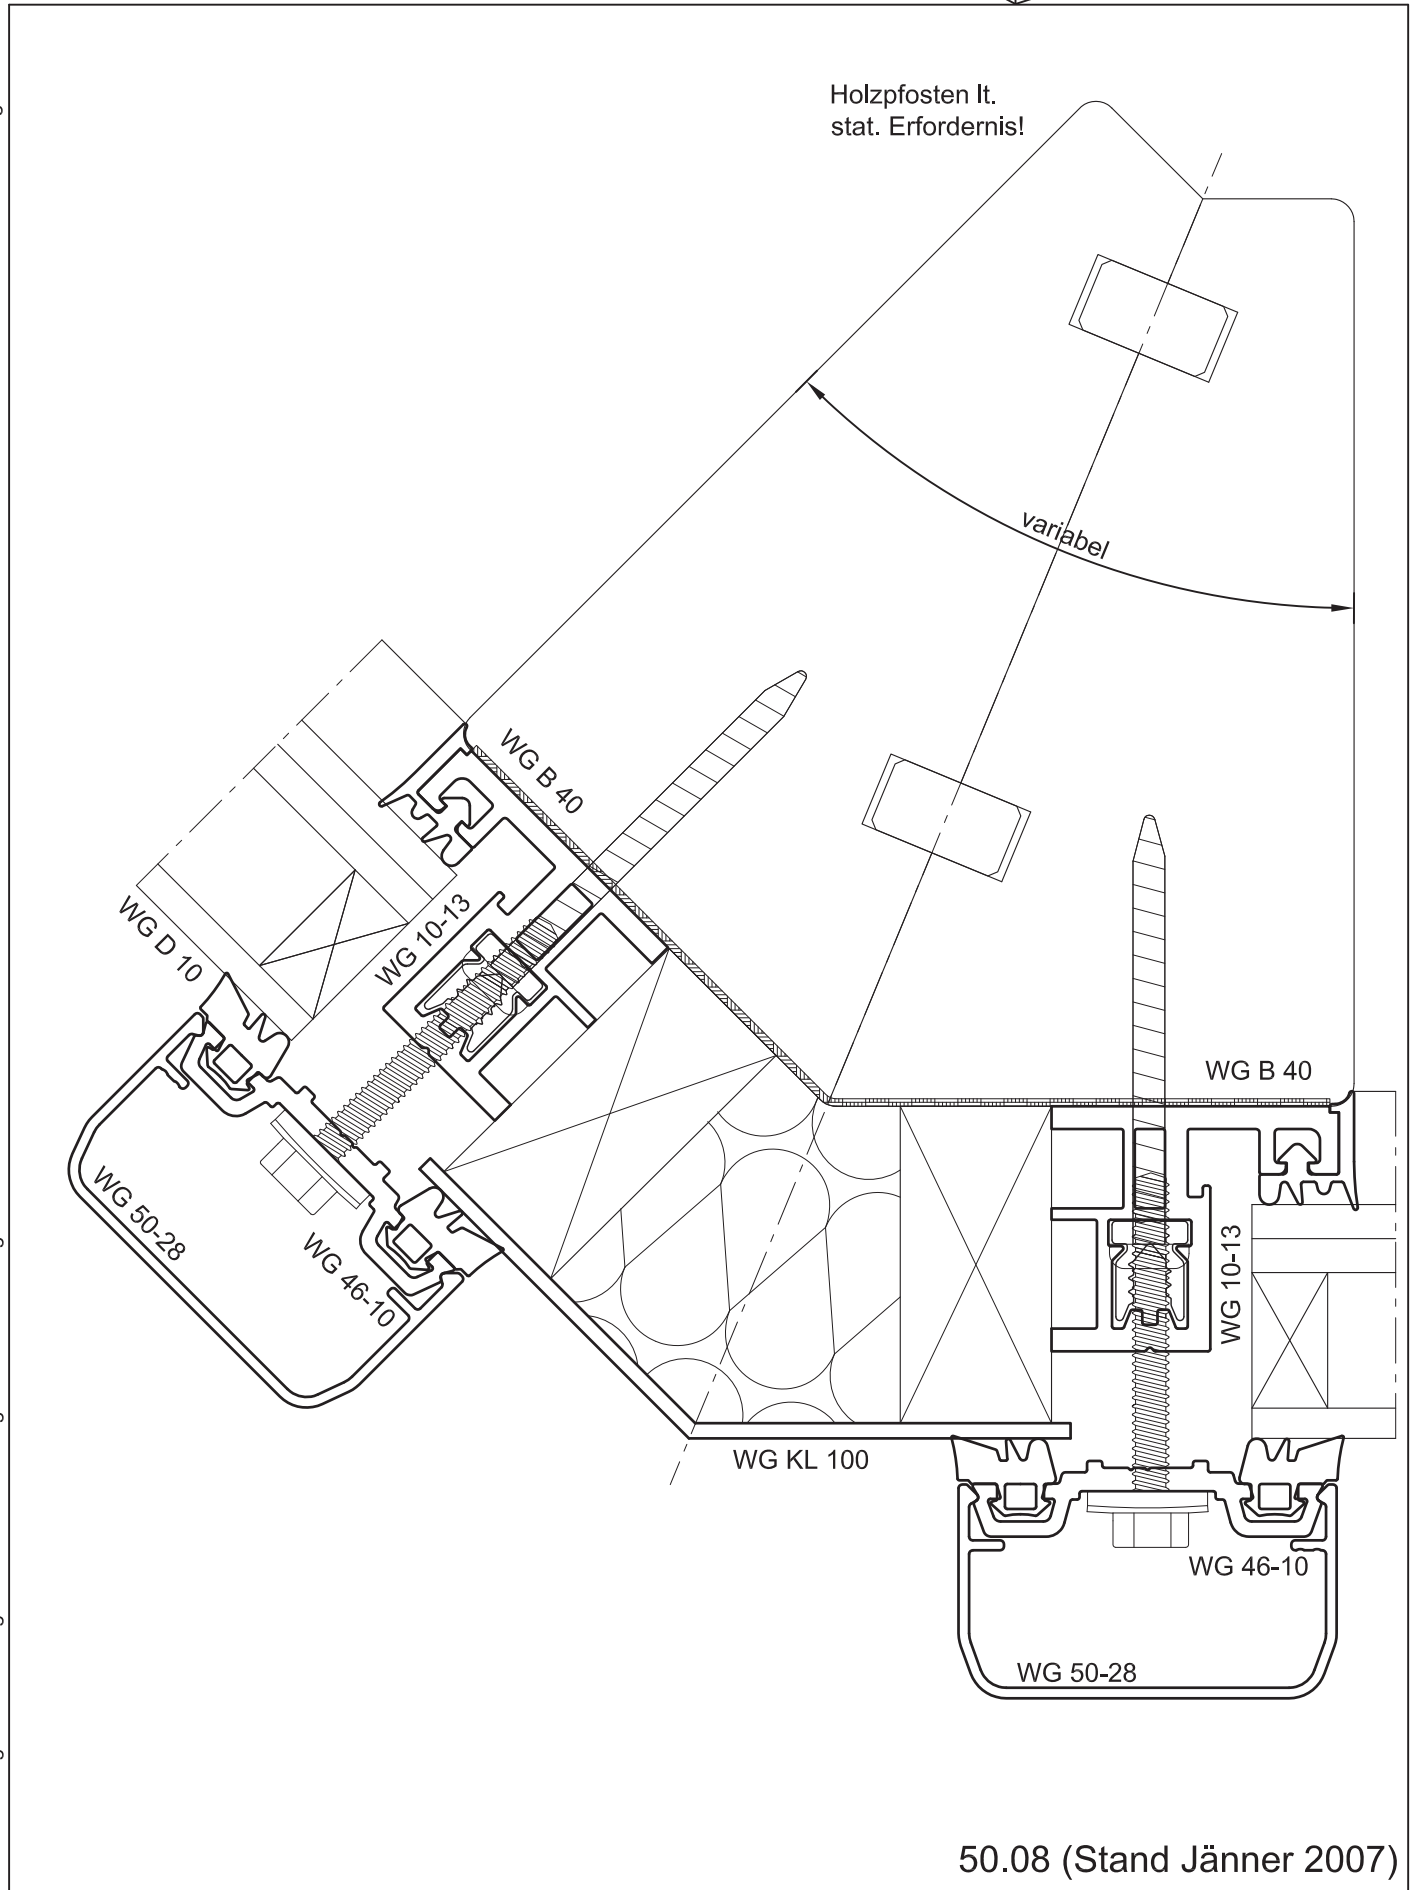 Holzpfosten lt.
stat. Erfordernis!
variabel
WG B 40
WG D 10
WG 10-13
WG B 40
WG 50-28
WG 46-10
WG 10-13
WG KL 100
WG 46-10
WG 50-28
50.08 (Stand Jänner 2007)